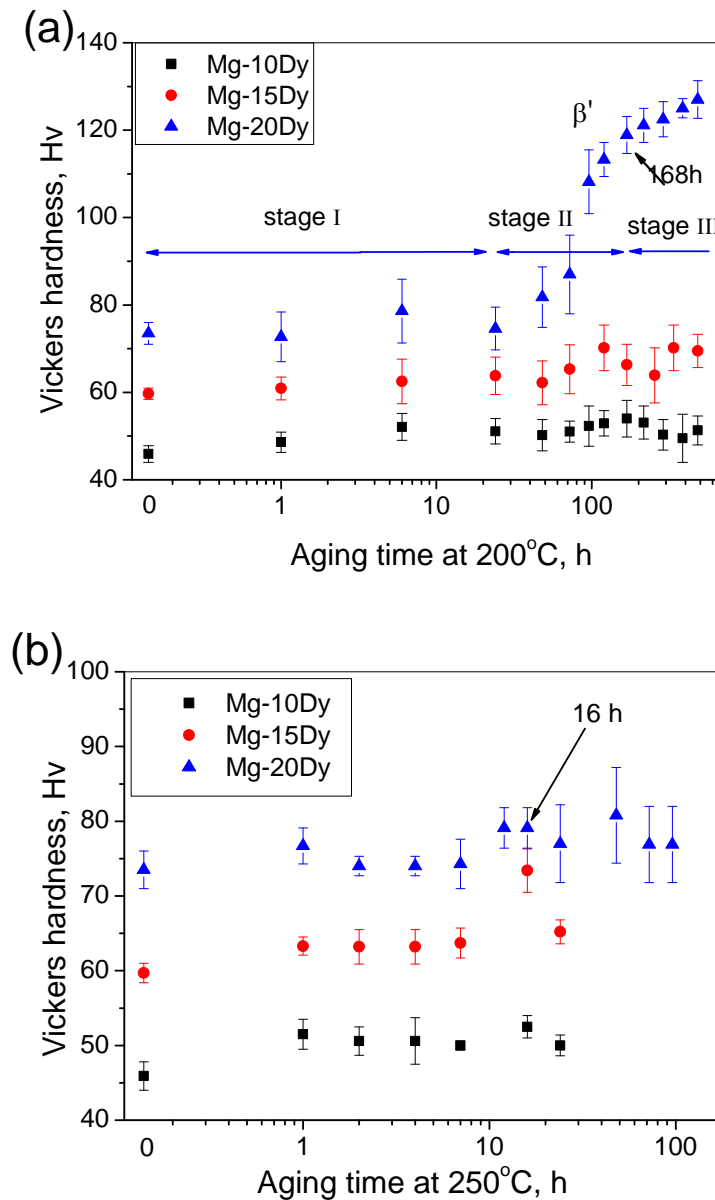 (a)
140
120
100
80
60
40
Vickers hardness, Hv
Mg-10Dy
Mg-15Dy
Mg-20Dy
β'
168h
stage I
stage II
stage III
0
1
10
100
Aging time at 200°C, h
(b)
100
90
80
70
60
50
40
Vickers hardness, Hv
Mg-10Dy
Mg-15Dy
Mg-20Dy
16 h
0
1
10
100
Aging time at 250°C, h